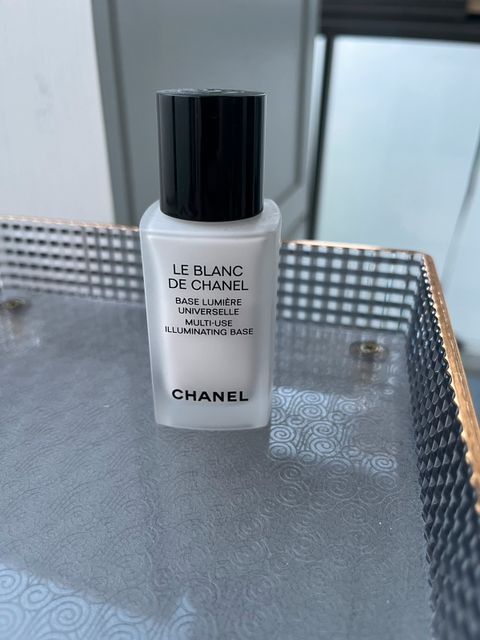 LE BLANC
DE CHANEL
BASE LUMIÈRE
UNIVERSELLE
MULTI-USE
ILLUMINATING BASE
CHANEL